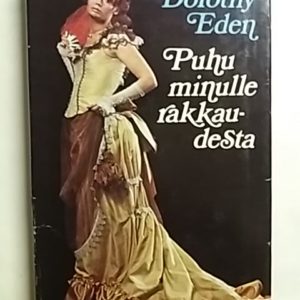 Dorothy
Eden
Puhu
minulle
rakkau-
desta